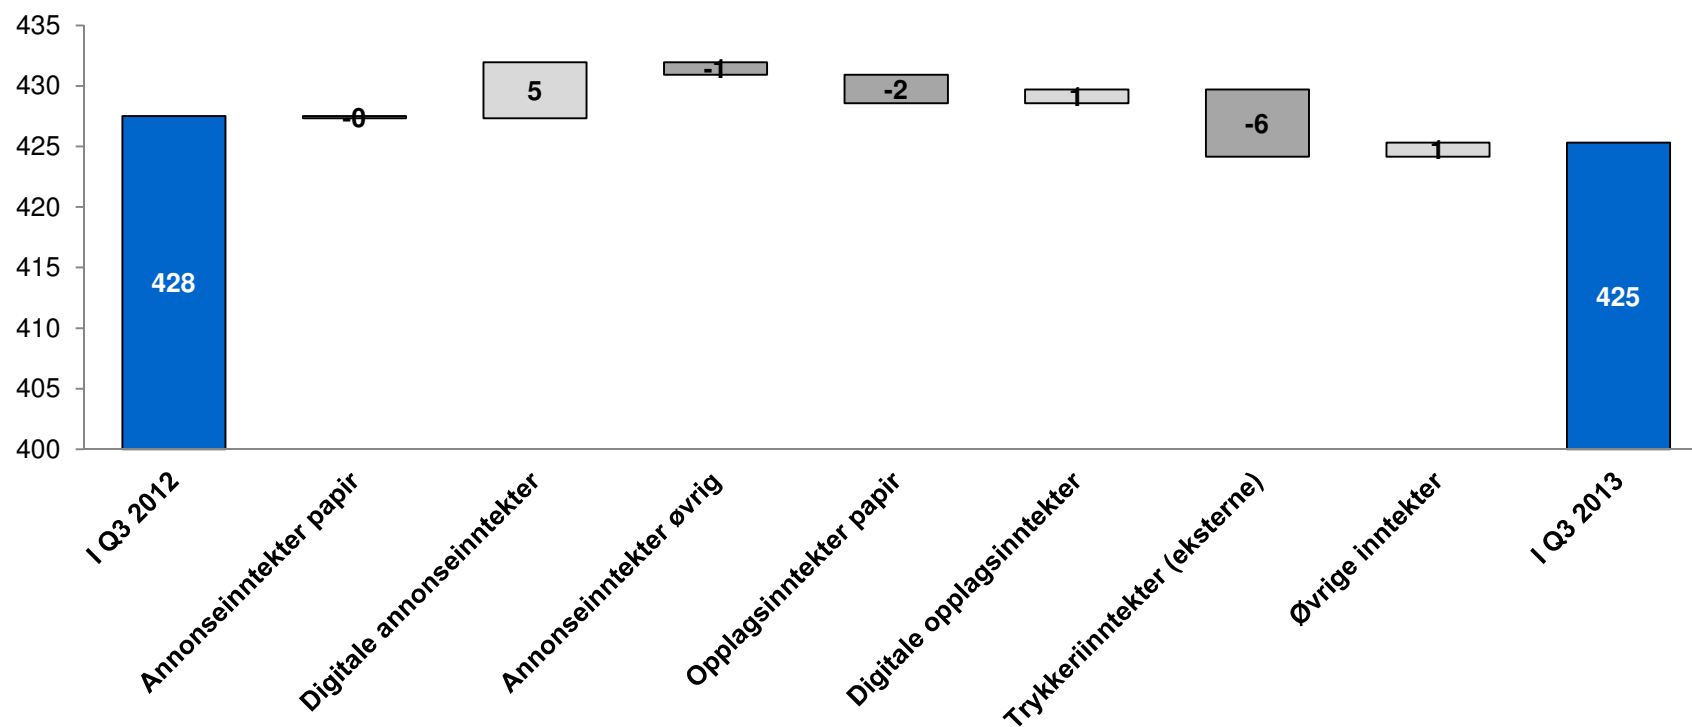 435
430
425
420
415
410
405
400
428
-0
5
-1
-2
1
-6
1
425
I Q3 2012
Annonseinntekter papir
Digitale annonseinntekter
Annonseinntekter øvrig
Opplagsinntekter papir
Digitale opplagsinntekter
Trykkeriinntekter (eksterne)
Øvrige inntekter
I Q3 2013